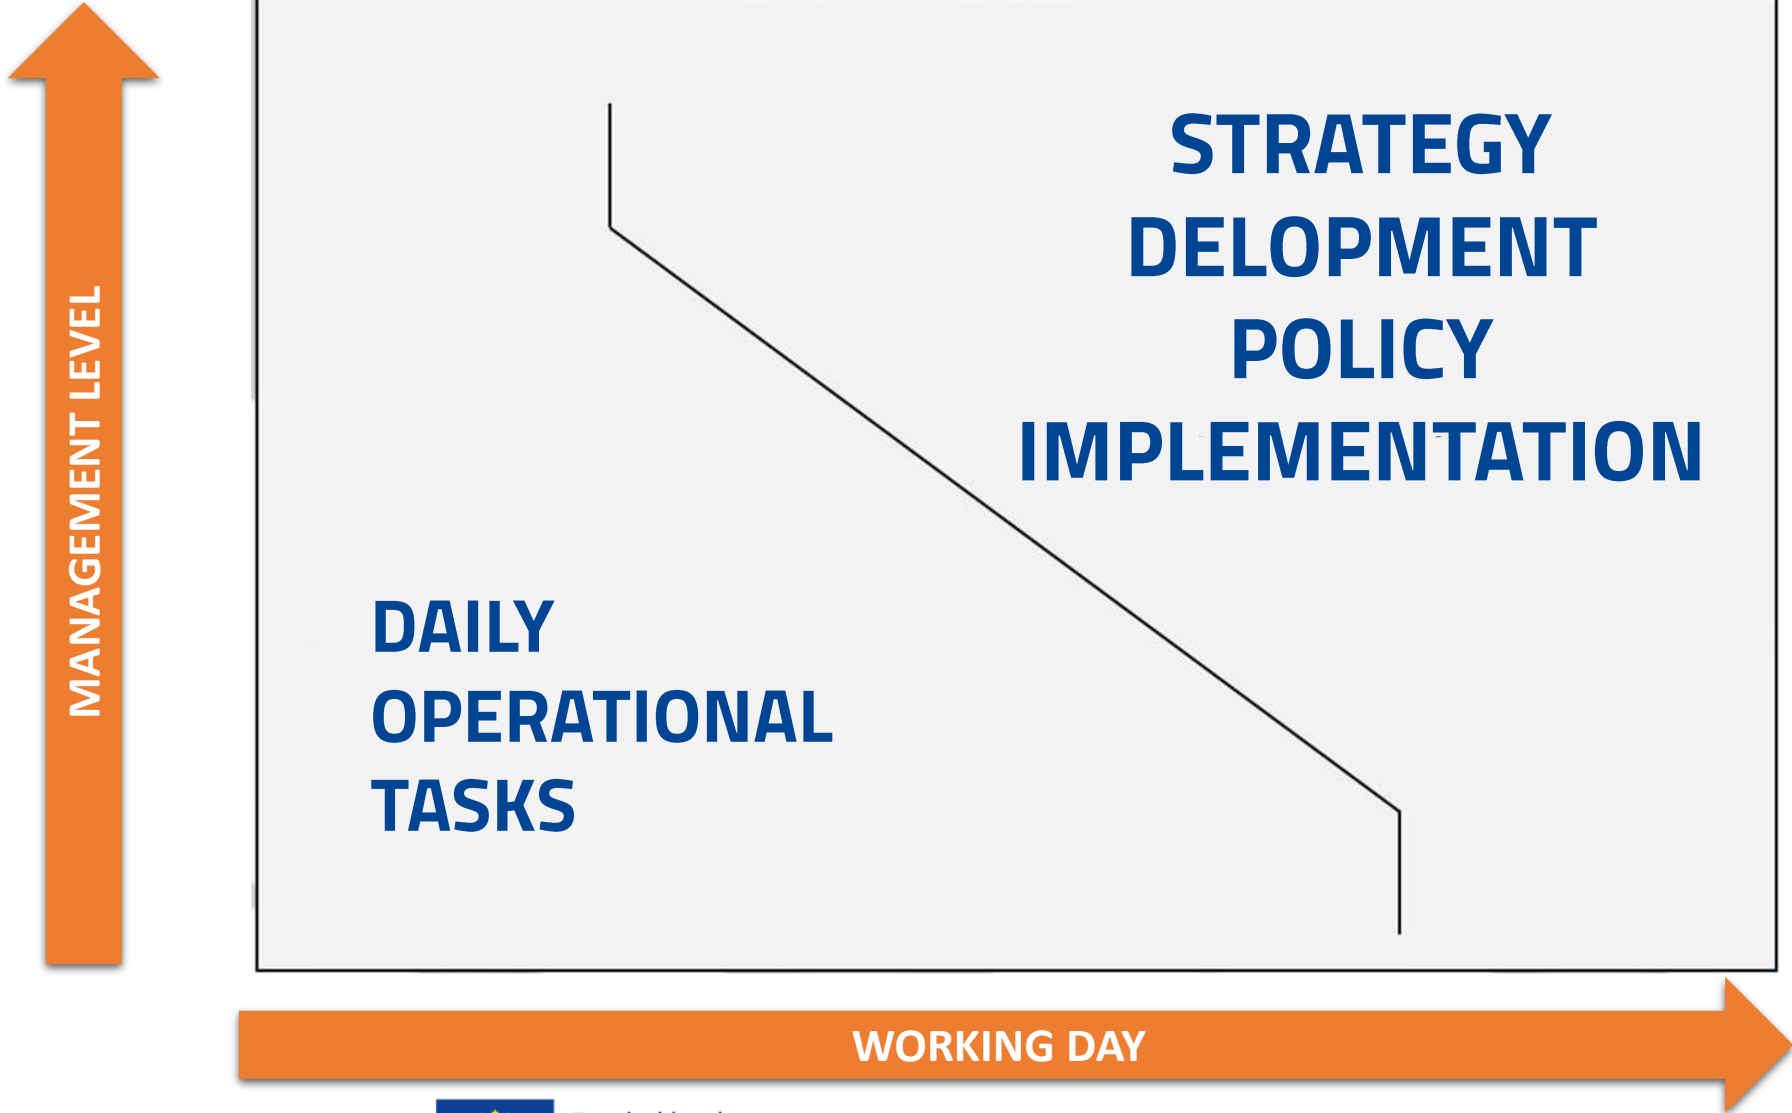 MANAGEMENT LEVEL
STRATEGY
DELOPMENT
POLICY
IMPLEMENTATION
DAILY
OPERATIONAL
TASKS
WORKING DAY